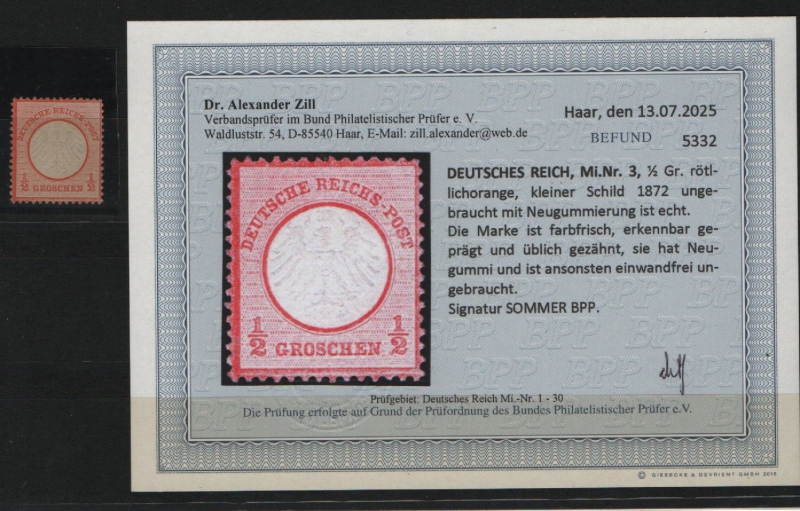 DEUTSCHE REICHS-POST
1/2 GROSCHEN 1/2
Dr. Alexander Zill
Verbandsprüfer im Bund Philatelistischer Prüfer e. V.
Waldluststr. 54, D-85540 Haar, E-Mail: zill.alexander@web.de
Haar, den 13.07.2025
BEFUND 5332
DEUTSCHE REICHS-POST
1/2 GROSCHEN 1/2
DEUTSCHES REICH, Mi.Nr. 3, ½ Gr. röt-
lichorange, kleiner Schild 1872 unge-
braucht mit Neugummierung ist echt.
Die Marke ist farbfrisch, erkennbar ge-
prägt und üblich gezähnt, sie hat Neu-
gummi und ist ansonsten einwandfrei un-
gebraucht.
Signatur SOMMER BPP.
Prüfgebiet: Deutsches Reich Mi.-Nr. 1 - 30
Die Prüfung erfolgte auf Grund der Prüfordnung des Bundes Philatelistischer Prüfer e.V.
© GIESECKE & DEVRIENT GMBH 2016